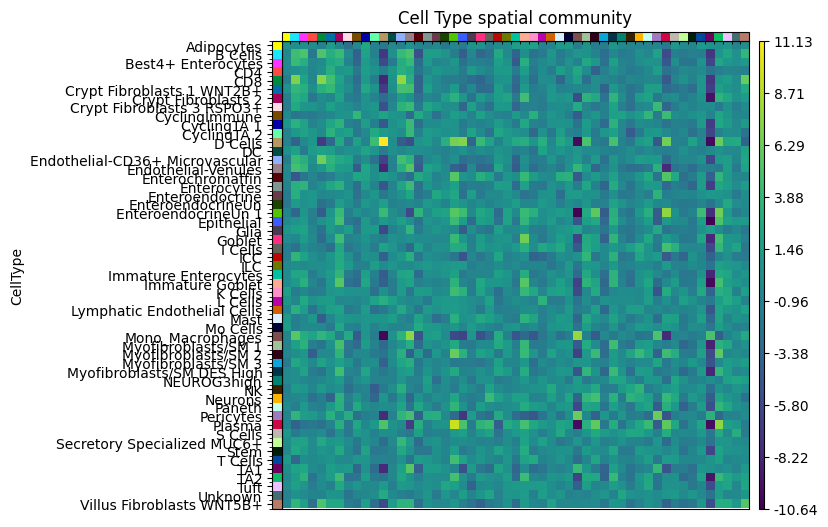 Cell Type spatial community
CellType
Adipocytes
B Cells
Best4+ Enterocytes
CD4
CD8
Crypt Fibroblasts 1 WNT2B+
Crypt Fibroblasts 2
Crypt Fibroblasts 3 RSPO3+
CyclingImmune
CyclingTA 1
CyclingTA 2
D Cells
DC
Endothelial-CD36+ Microvascular
Endothelial-Venules
Enterochromaffin
Enterocytes
Enteroendocrine
EnteroendocrineUn
EnteroendocrineUn 1
Epithelial
Glia
Goblet
I Cells
ICC
ILC
Immature Enterocytes
Immature Goblet
K Cells
L Cells
Lymphatic Endothelial Cells
Mast
Mo Cells
Mono_Macrophages
Myofibroblasts/SM 1
Myofibroblasts/SM 2
Myofibroblasts/SM 3
Myofibroblasts/SM DES High
NEUROG3high
NK
Neurons
Paneth
Pericytes
Plasma
S Cells
Secretory Specialized MUC6+
Stem
T Cells
TA1
TA2
Tuft
Unknown
Villus Fibroblasts WNT5B+
11.13
8.71
6.29
3.88
1.46
-0.96
-3.38
-5.80
-8.22
-10.64